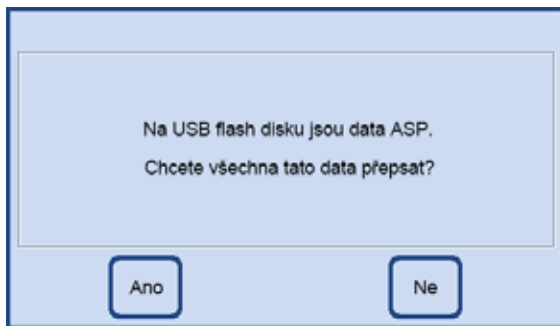 Na USB flash disku jsou data ASP.
Chcete všechna tato data přepsat?
Ano
Ne